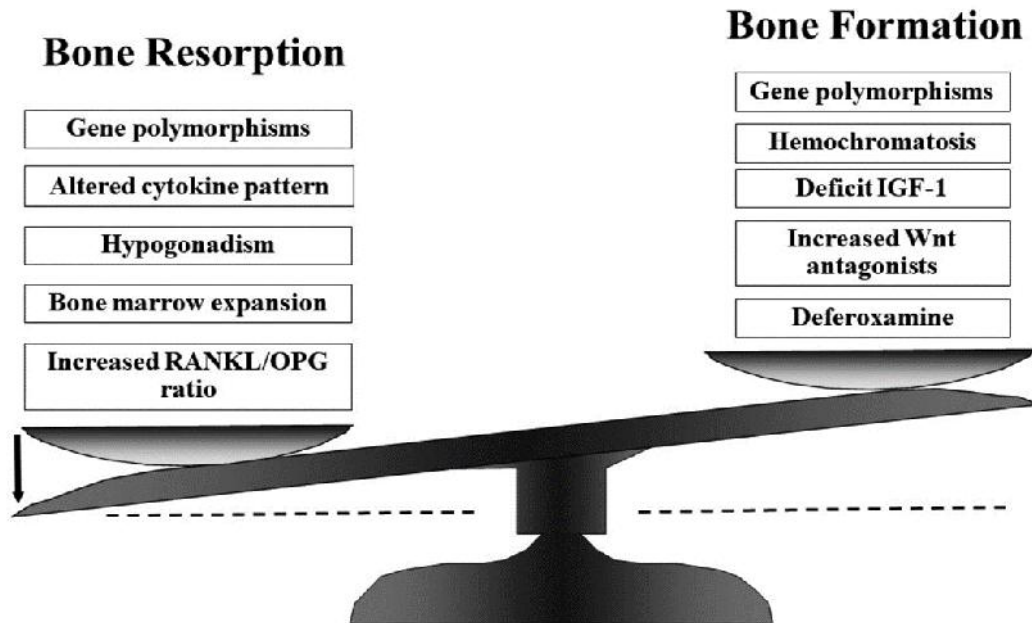 Bone Resorption
Gene polymorphisms
Altered cytokine pattern
Hypogonadism
Bone marrow expansion
Increased RANKL/OPG
ratio
Bone Formation
Gene polymorphisms
Hemochromatosis
Deficit IGF-1
Increased Wnt
antagonists
Deferoxamine